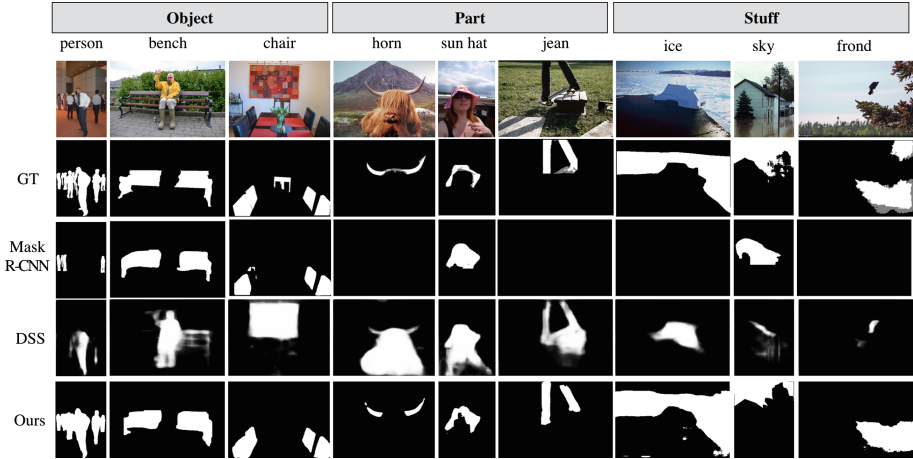 Object Part Stuff
person bench chair horn sun hat jean ice sky frond
GT
Mask
R-CNN
DSS
Ours